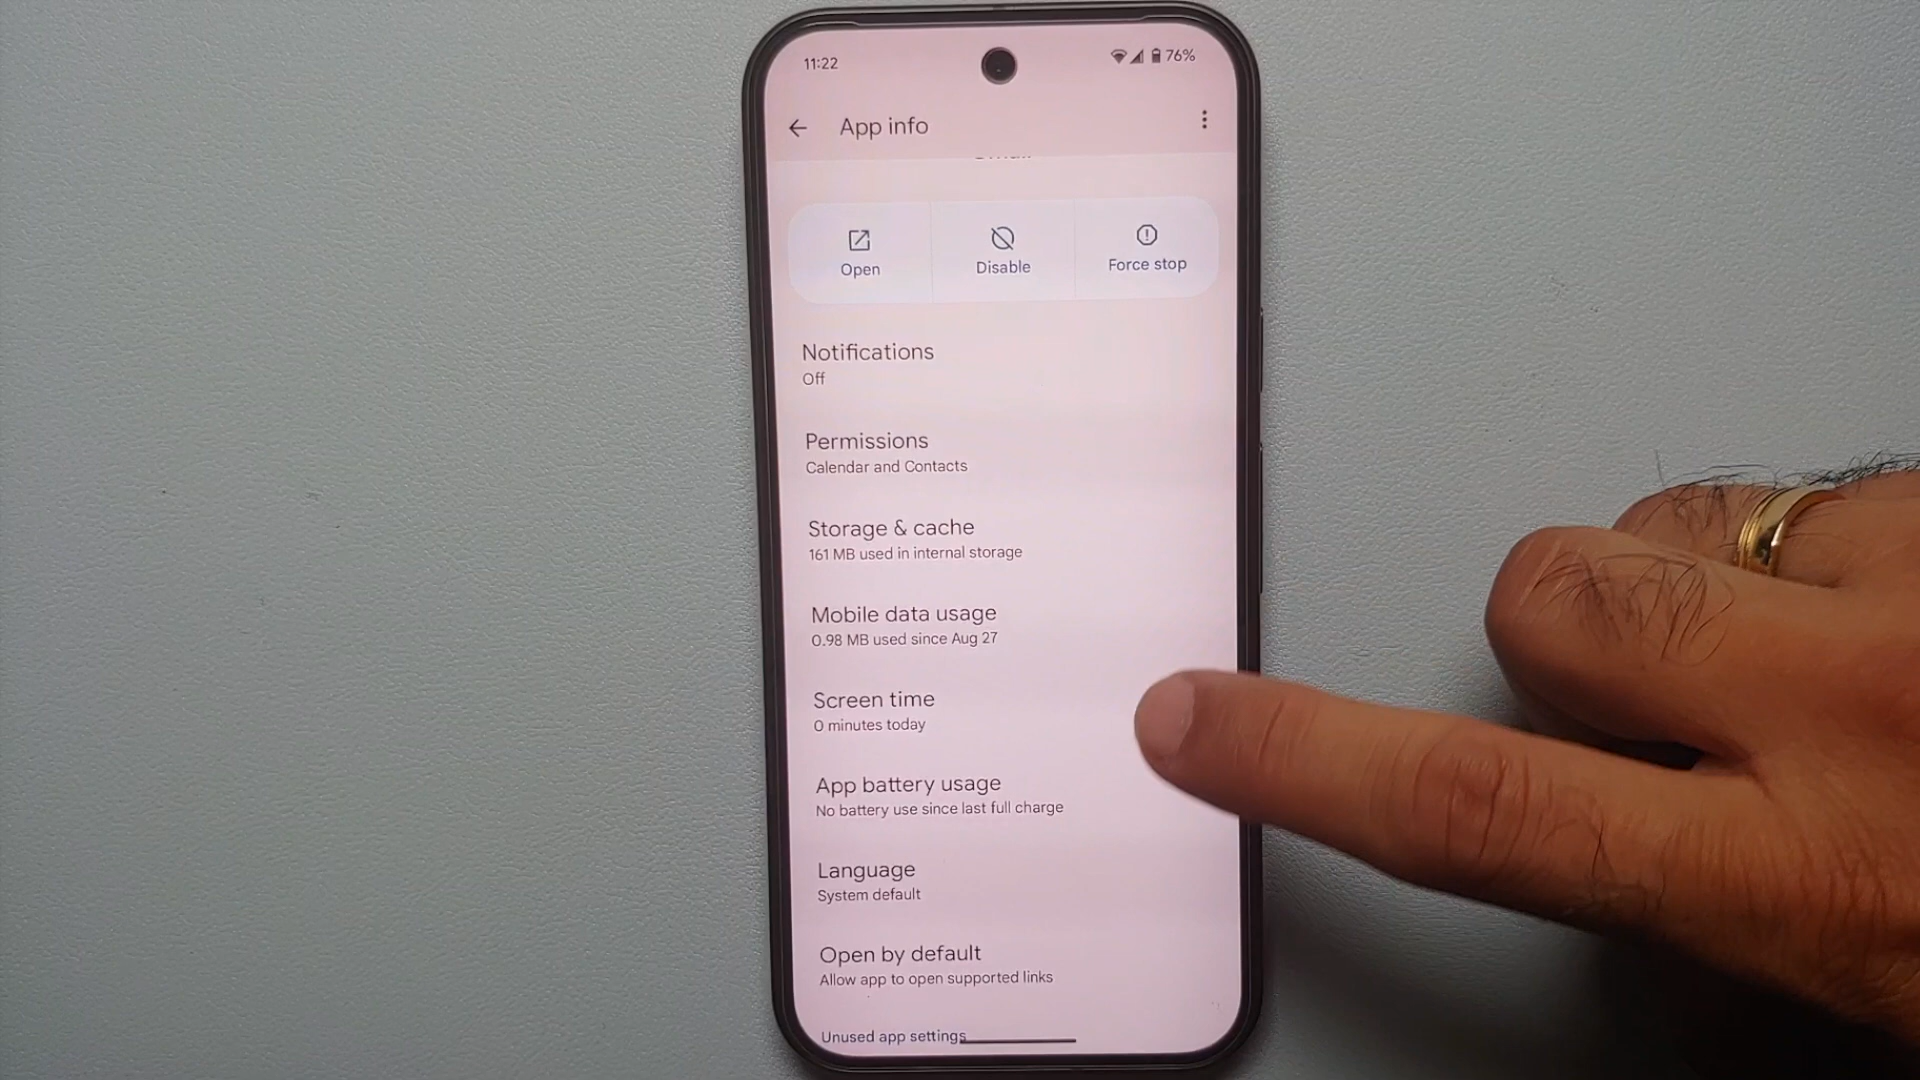 11:22
76%
App info
Open
Disable
Force stop
Notifications
Off
Permissions
Calendar and Contacts
Storage & cache
161 MB used in internal storage
Mobile data usage
0.98 MB used since Aug 27
Screen time
0 minutes today
App battery usage
No battery use since last full charge
Language
System default
Open by default
Allow app to open supported links
Unused app settings